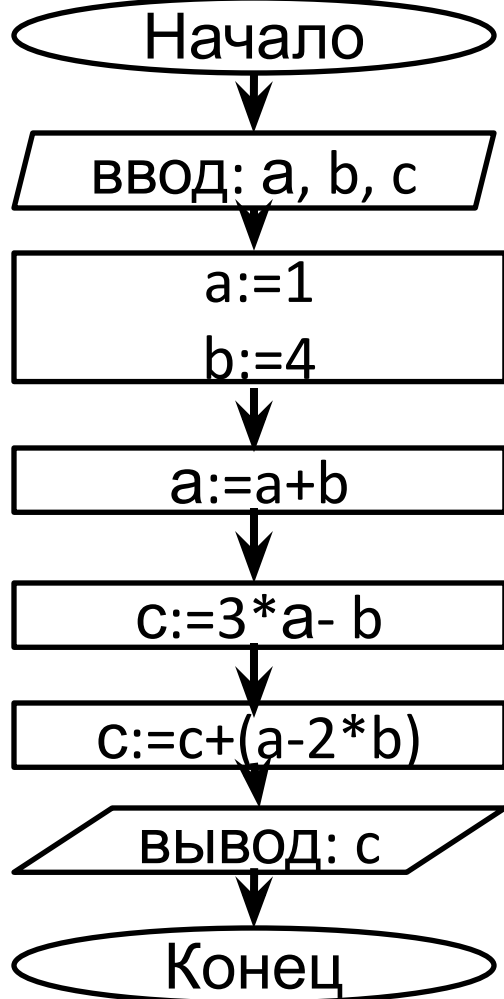 Начало
ввод: a, b, c
a:=1
b:=4
a:=a+b
c:=3*a- b
c:=c+(a-2*b)
вывод: c
Конец